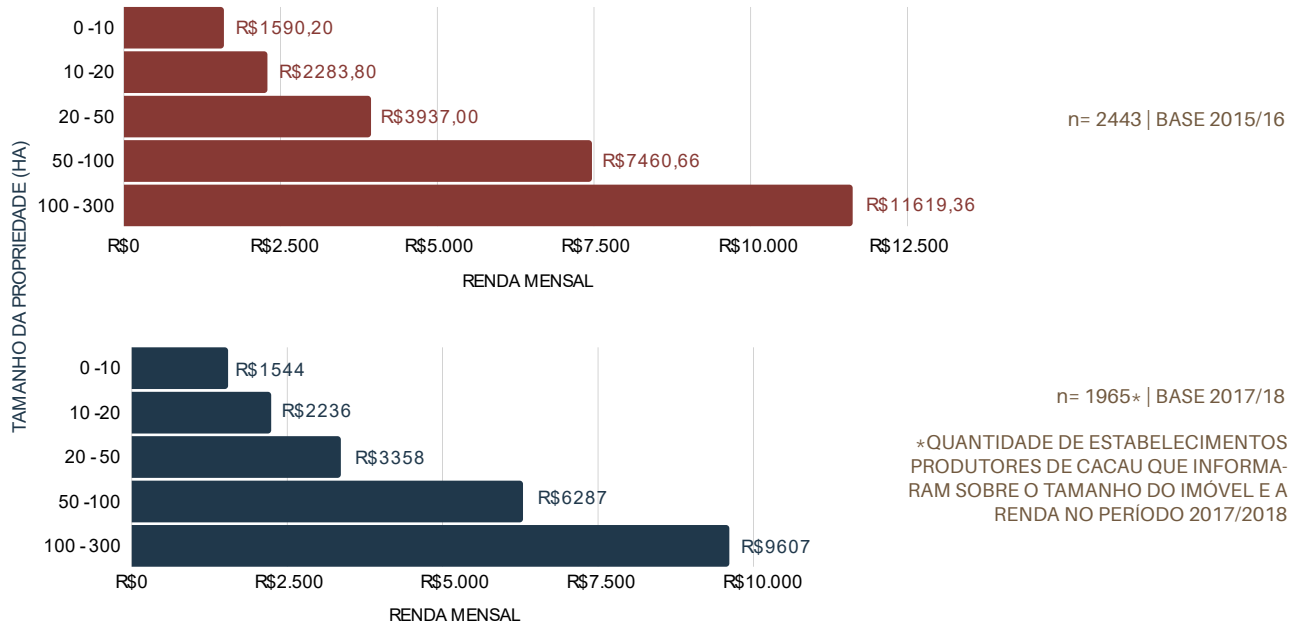 TAMANHO DA PROPRIEDADE (HA)
0 -10 R$1590,20
10 -20 R$2283,80
20 - 50 R$3937,00
50 -100 R$7460,66
100 - 300 R$11619,36
R$0 R$2.500 R$5.000 R$7.500 R$10.000 R$12.500
RENDA MENSAL
n= 2443 | BASE 2015/16
0 -10 R$1544
10 -20 R$2236
20 - 50 R$3358
50 -100 R$6287
100 - 300 R$9607
R$0 R$2.500 R$5.000 R$7.500 R$10.000
RENDA MENSAL
n= 1965* | BASE 2017/18
*QUANTIDADE DE ESTABELECIMENTOS
PRODUTORES DE CACAU QUE INFORMA-
RAM SOBRE O TAMANHO DO IMÓVEL E A
RENDA NO PERÍODO 2017/2018